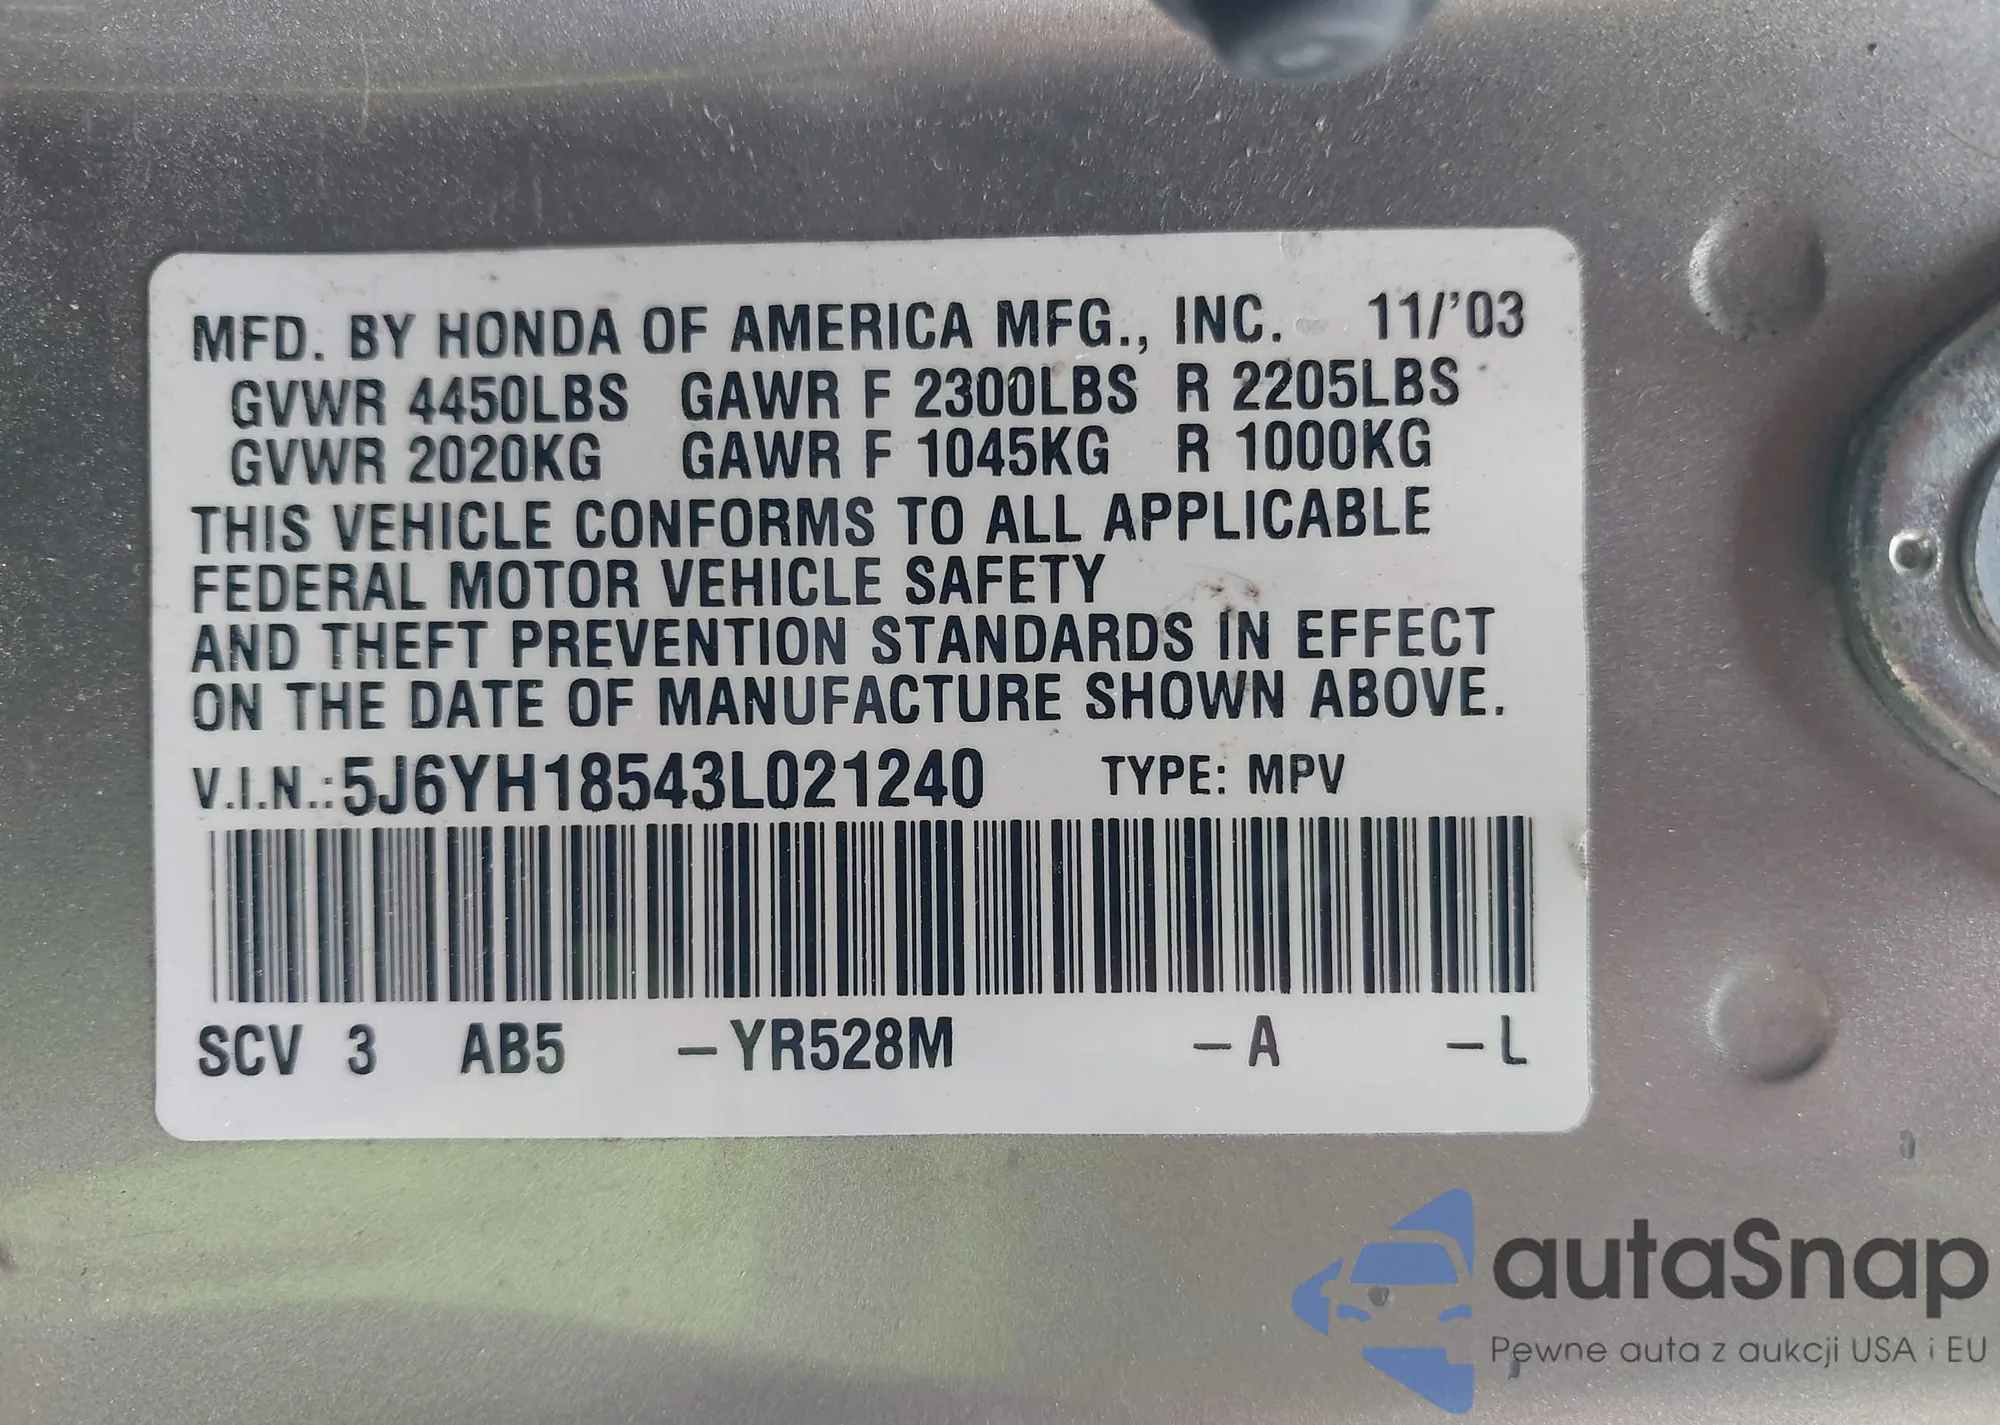 MFD. BY HONDA OF AMERICA MFG., INC. 11/'03
GVWR 4450LBS GAWR F 2300LBS R 2205LBS
GVWR 2020KG GAWR F 1045KG R 1000KG
THIS VEHICLE CONFORMS TO ALL APPLICABLE
FEDERAL MOTOR VEHICLE SAFETY
AND THEFT PREVENTION STANDARDS IN EFFECT
ON THE DATE OF MANUFACTURE SHOWN ABOVE.
V.I.N.:5J6YH18543L021240 TYPE: MPV
SCV 3 AB5 -YR528M -A -L
autaSnap
Pewne auta z aukcji USA i EU